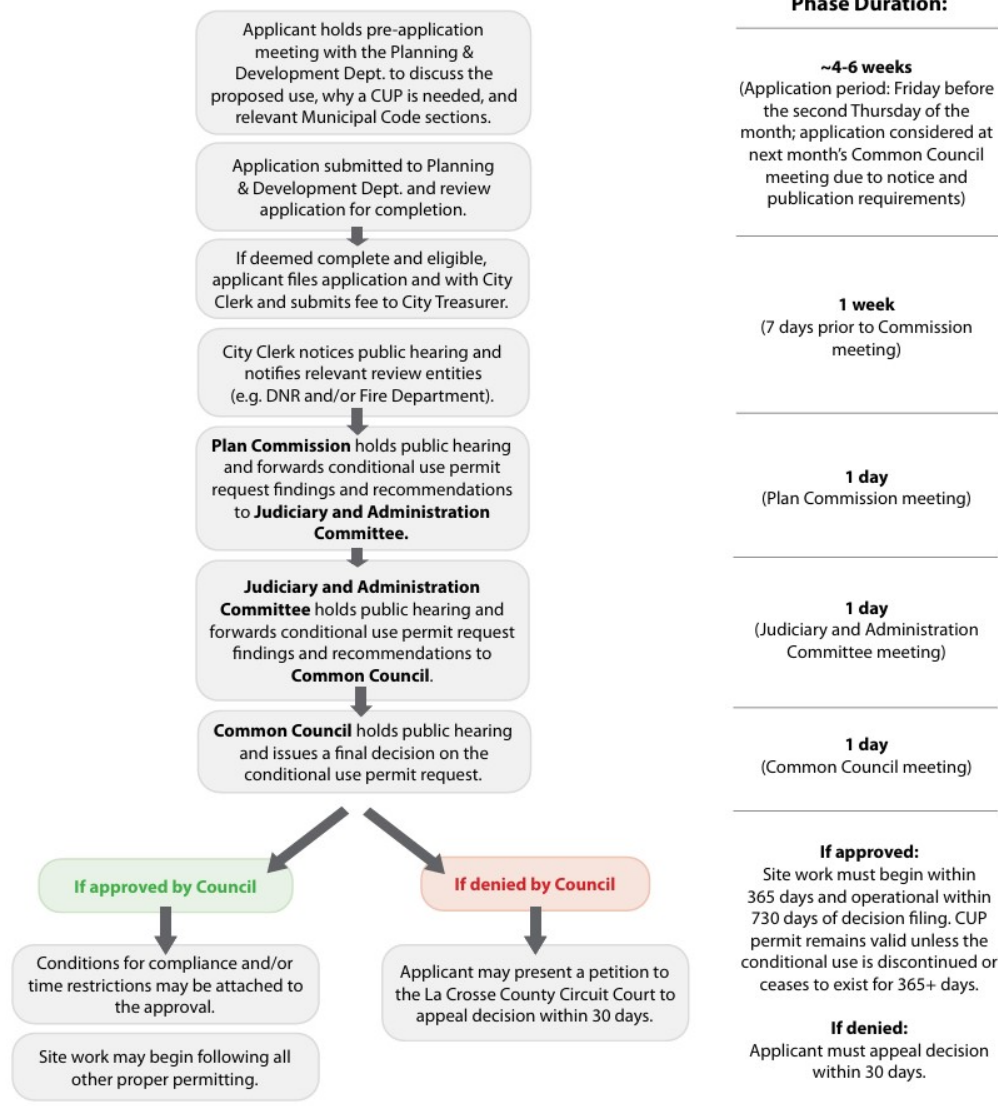 Phase Duration:
Applicant holds pre-application
meeting with the Planning &
Development Dept. to discuss the
proposed use, why a CUP is needed, and
relevant Municipal Code sections.
Application submitted to Planning
& Development Dept. and review
application for completion.
~4-6 weeks
(Application period: Friday before
the second Thursday of the
month; application considered at
next month's Common Council
meeting due to notice and
publication requirements)
If deemed complete and eligible,
applicant files application and with City
Clerk and submits fee to City Treasurer.
City Clerk notices public hearing and
notifies relevant review entities
(e.g. DNR and/or Fire Department).
1 week
(7 days prior to Commission
meeting)
Plan Commission holds public hearing
and forwards conditional use permit
request findings and recommendations
to Judiciary and Administration
Committee.
1 day
(Plan Commission meeting)
Judiciary and Administration
Committee holds public hearing and
forwards conditional use permit request
findings and recommendations to
Common Council.
1 day
(Judiciary and Administration
Committee meeting)
Common Council holds public hearing
and issues a final decision on the
conditional use permit request.
1 day
(Common Council meeting)
If approved by Council
Conditions for compliance and/or
time restrictions may be attached to
the approval.
Site work may begin following all
other proper permitting.
If denied by Council
Applicant may present a petition to
the La Crosse County Circuit Court to
appeal decision within 30 days.
If approved:
Site work must begin within
365 days and operational within
730 days of decision filing. CUP
permit remains valid unless the
conditional use is discontinued or
ceases to exist for 365+ days.
If denied:
Applicant must appeal decision
within 30 days.